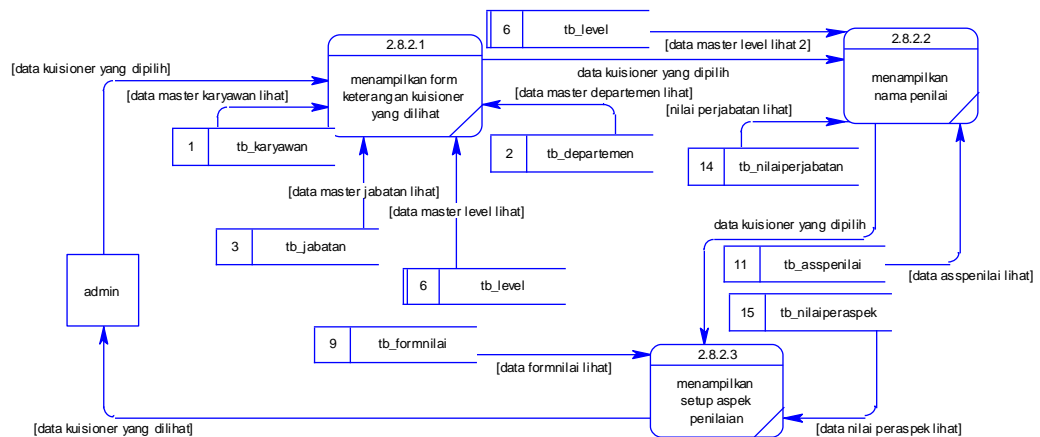 6 tb_level
2.8.2.1
2.8.2.2
[data master level lihat 2]
[data kuisioner yang dipilih]
menampilkan form
keterangan kuisioner
yang dilihat
data kuisioner yang dipilih
menampilkan
nama penilai
[data master karyawan lihat]
[data master departemen lihat]
[nilai perjabatan lihat]
1 tb_karyawan
2 tb_departemen
14 tb_nilaiperjabatan
[data master jabatan lihat]
[data master level lihat]
data kuisioner yang dipilih
3 tb_jabatan
11 tb_asspenilai
[data asspenilai lihat]
admin
6 tb_level
15 tb_nilaiperaspek
9 tb_formnilai
2.8.2.3
[data formnilai lihat]
menampilkan
setup aspek
penilaian
[data kuisioner yang dilihat]
[data nilai peraspek lihat]